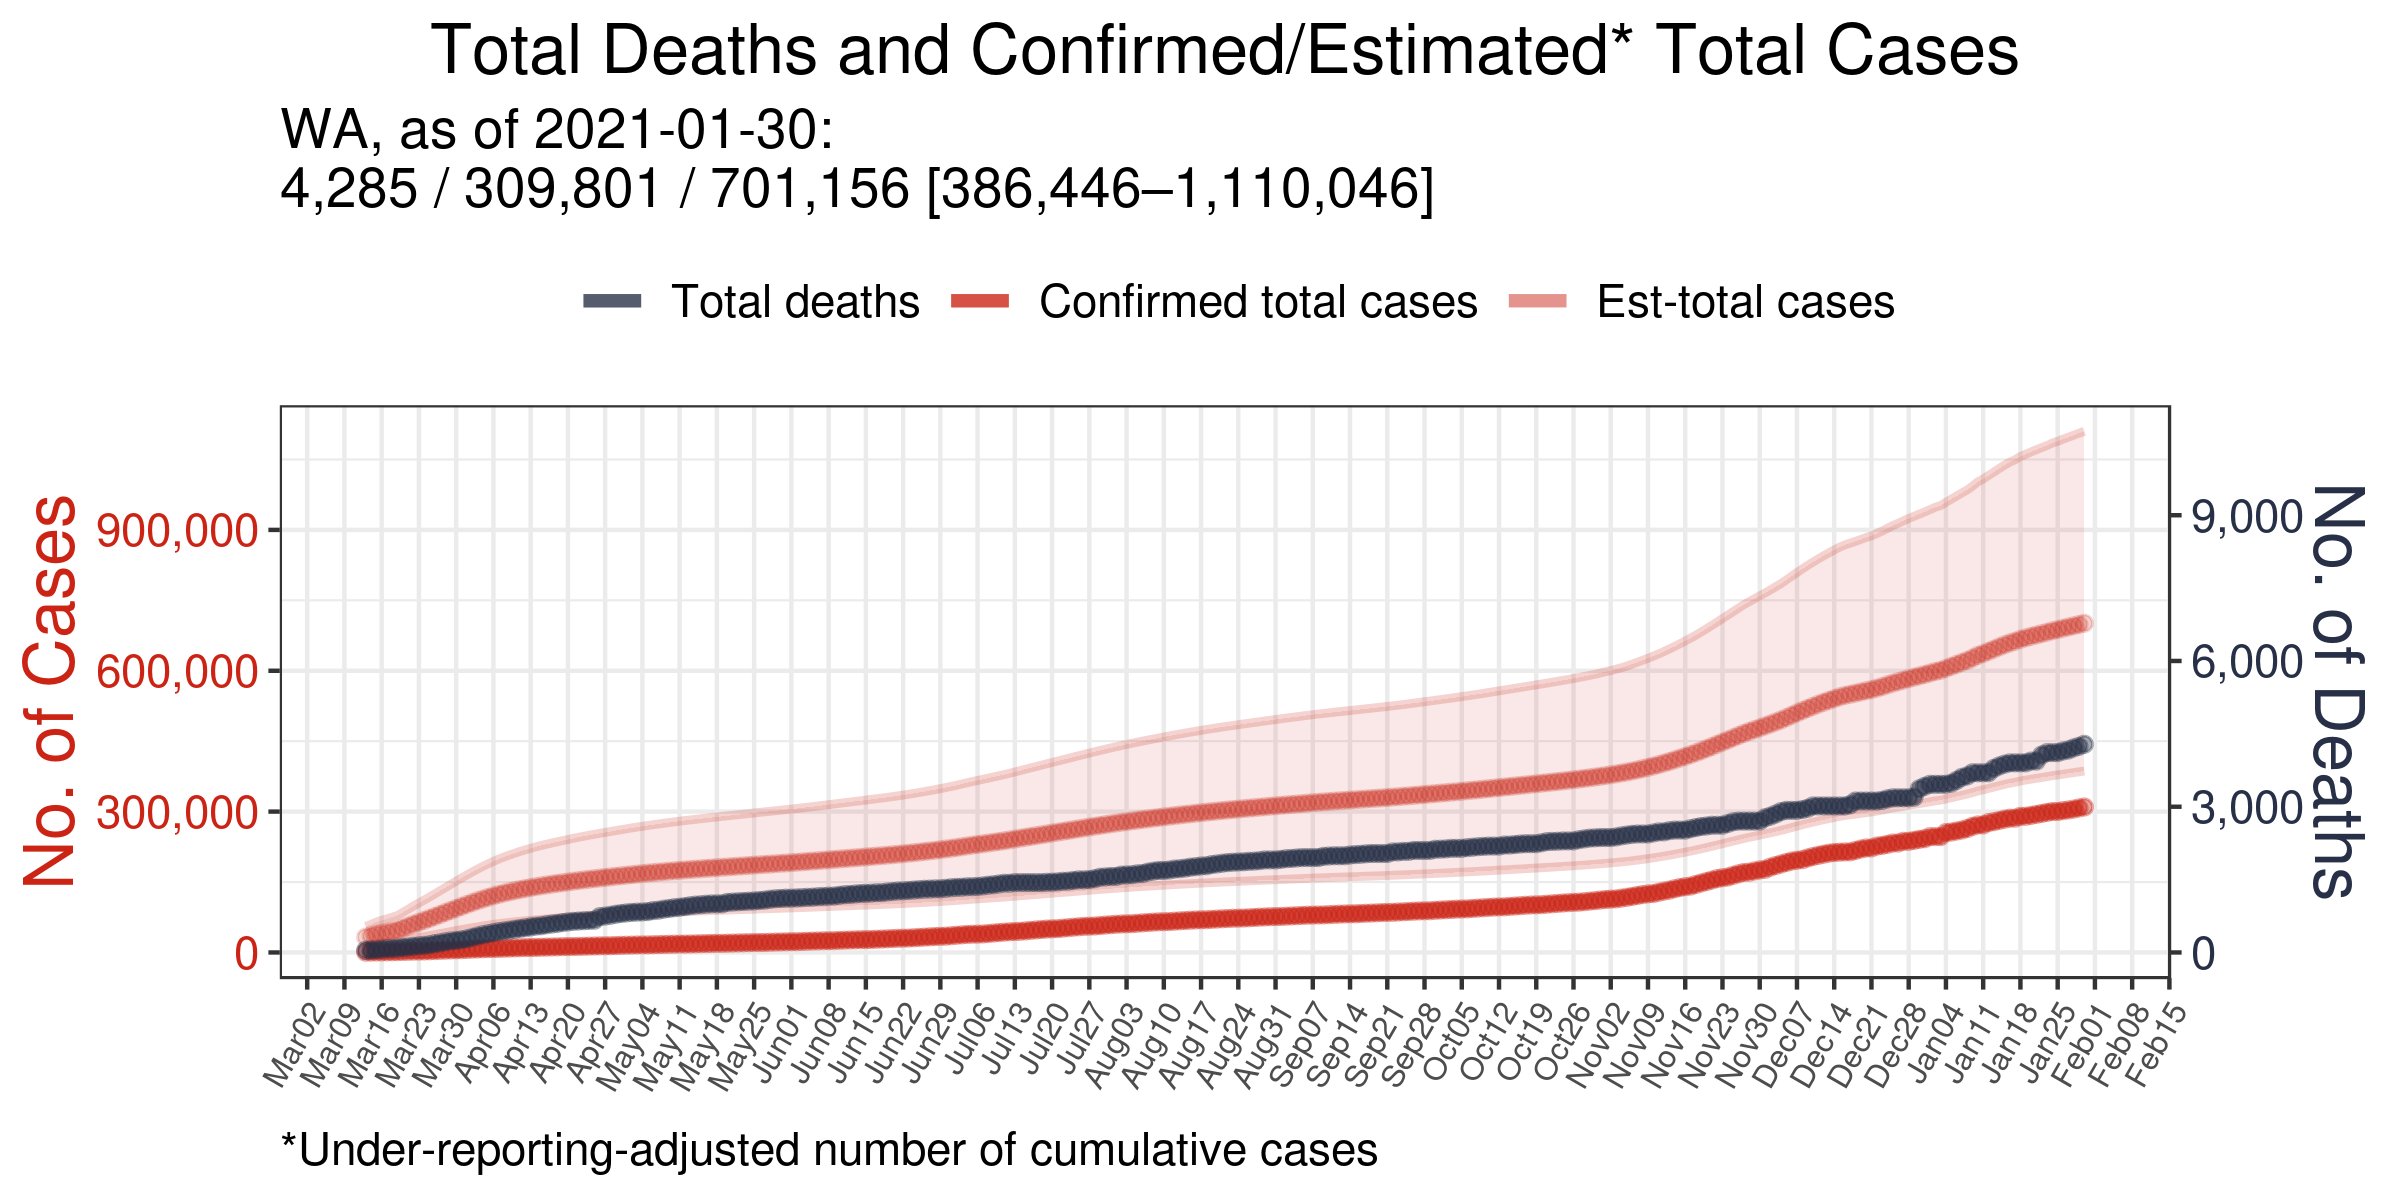 Total Deaths and Confirmed/Estimated* Total Cases
WA, as of 2021-01-30:
4,285 / 309,801 / 701,156 [386,446–1,110,046]
Total deaths
Confirmed total cases
Est-total cases
No. of Cases
900,000
600,000
300,000
0
9,000
6,000
3,000
0
No. of Deaths
Mar02
Mar09
Mar16
Mar23
Mar30
Apr06
Apr13
Apr20
Apr27
May04
May11
May18
May25
Jun01
Jun08
Jun15
Jun22
Jun29
Jul06
Jul13
Jul20
Jul27
Aug03
Aug10
Aug17
Aug24
Aug31
Sep07
Sep14
Sep21
Sep28
Oct05
Oct12
Oct19
Oct26
Nov02
Nov09
Nov16
Nov23
Nov30
Dec07
Dec14
Dec21
Dec28
Jan04
Jan11
Jan18
Jan25
Feb01
Feb08
Feb15
*Under-reporting-adjusted number of cumulative cases